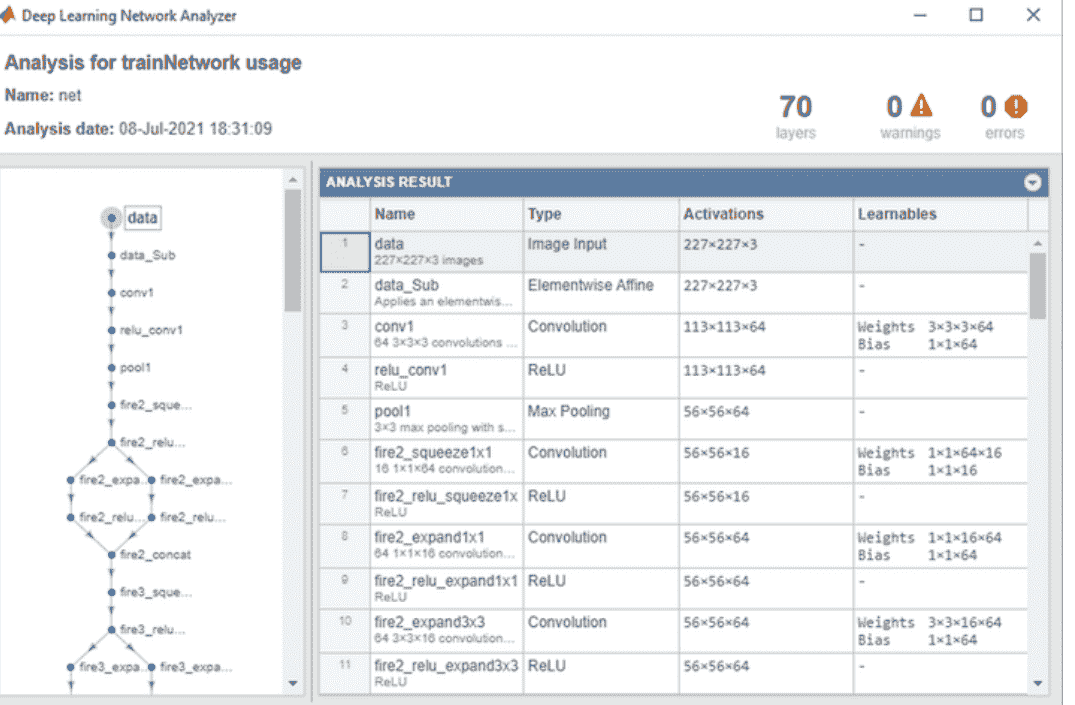 Deep Learning Network Analyzer
Analysis for trainNetwork usage
Name: net
Analysis date: 08-Jul-2021 18:31:09
70
layers
0
warnings
0
errors
data
data_Sub
conv1
relu_conv1
pool1
fire2_sque...
fire2_relu...
fire2_expa... fire2_expa...
fire2_relu... fire2_relu...
fire2_concat
fire3_sque...
fire3_relu...
fire3_expa... fire3_expa...
ANALYSIS RESULT
Name Type Activations Learnables
1 data Image Input 227×227×3 -
227×227×3 images
2 data_Sub Elementwise Affine 227×227×3 -
Applies an elementwis...
3 conv1 Convolution 113×113×64 Weights 3×3×3×64
64 3×3×3 convolutions ... Bias 1×1×64
4 relu_conv1 ReLU 113×113×64 -
ReLU
5 pool1 Max Pooling 56×56×64 -
3×3 max pooling with s...
6 fire2_squeeze1x1 Convolution 56×56×16 Weights 1×1×64×16
16 1×1×64 convolution... Bias 1×1×16
7 fire2_relu_squeeze1x ReLU 56×56×16 -
ReLU
8 fire2_expand1x1 Convolution 56×56×64 Weights 1×1×16×64
64 1×1×16 convolution... Bias 1×1×64
9 fire2_relu_expand1x1 ReLU 56×56×64 -
ReLU
10 fire2_expand3x3 Convolution 56×56×64 Weights 3×3×16×64
64 3×3×16 convolution... Bias 1×1×64
11 fire2_relu_expand3x3 ReLU 56×56×64 -
ReLU